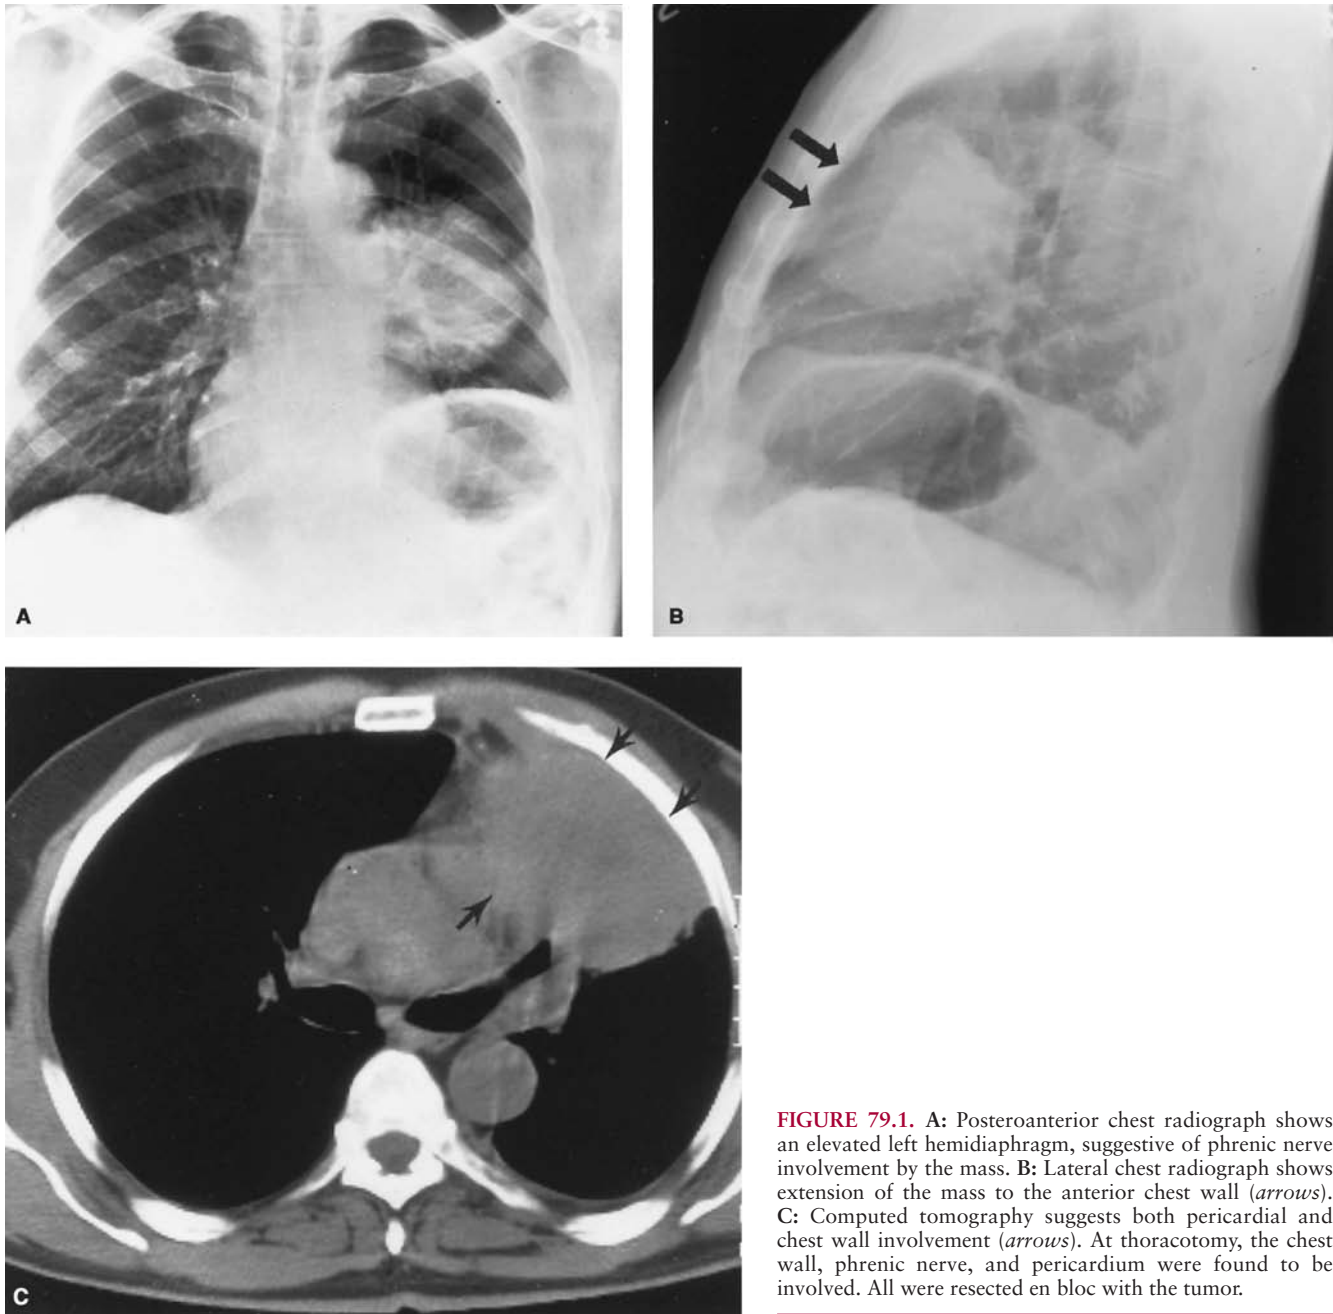 A
B
C
FIGURE 79.1. A: Posteroanterior chest radiograph shows
an elevated left hemidiaphragm, suggestive of phrenic nerve
involvement by the mass. B: Lateral chest radiograph shows
extension of the mass to the anterior chest wall (arrows).
C: Computed tomography suggests both pericardial and
chest wall involvement (arrows). At thoracotomy, the chest
wall, phrenic nerve, and pericardium were found to be
involved. All were resected en bloc with the tumor.